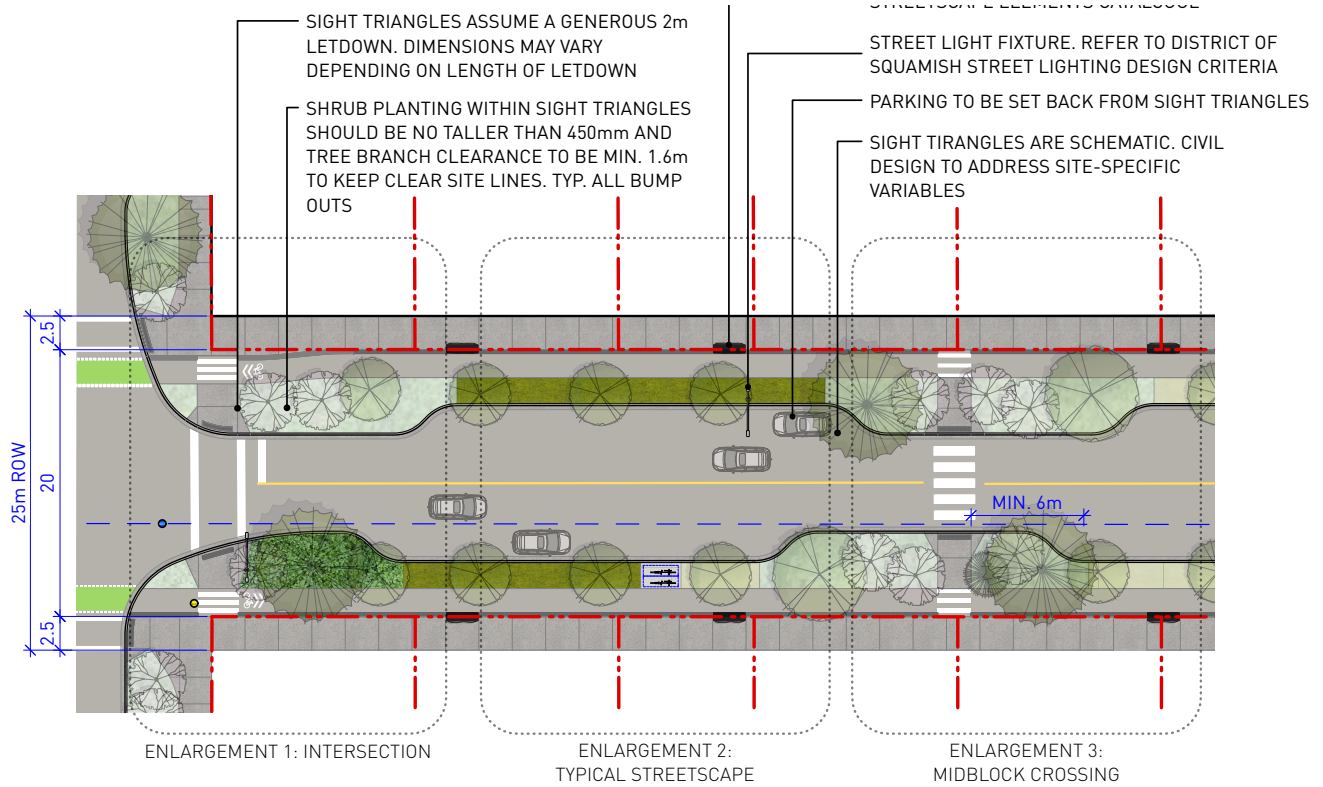 SIGHT TRIANGLES ASSUME A GENEROUS 2m
LETDOWN. DIMENSIONS MAY VARY
DEPENDING ON LENGTH OF LETDOWN
SHRUB PLANTING WITHIN SIGHT TRIANGLES
SHOULD BE NO TALLER THAN 450mm AND
TREE BRANCH CLEARANCE TO BE MIN. 1.6m
TO KEEP CLEAR SITE LINES. TYP. ALL BUMP
OUTS
STREETSCAPE ELEMENTS CATALOGUE
STREET LIGHT FIXTURE. REFER TO DISTRICT OF
SQUAMISH STREET LIGHTING DESIGN CRITERIA
PARKING TO BE SET BACK FROM SIGHT TRIANGLES
SIGHT TIRANGLES ARE SCHEMATIC. CIVIL
DESIGN TO ADDRESS SITE-SPECIFIC
VARIABLES
2.5
25m ROW
20
2.5
MIN. 6m
ENLARGEMENT 1: INTERSECTION
ENLARGEMENT 2:
TYPICAL STREETSCAPE
ENLARGEMENT 3:
MIDBLOCK CROSSING